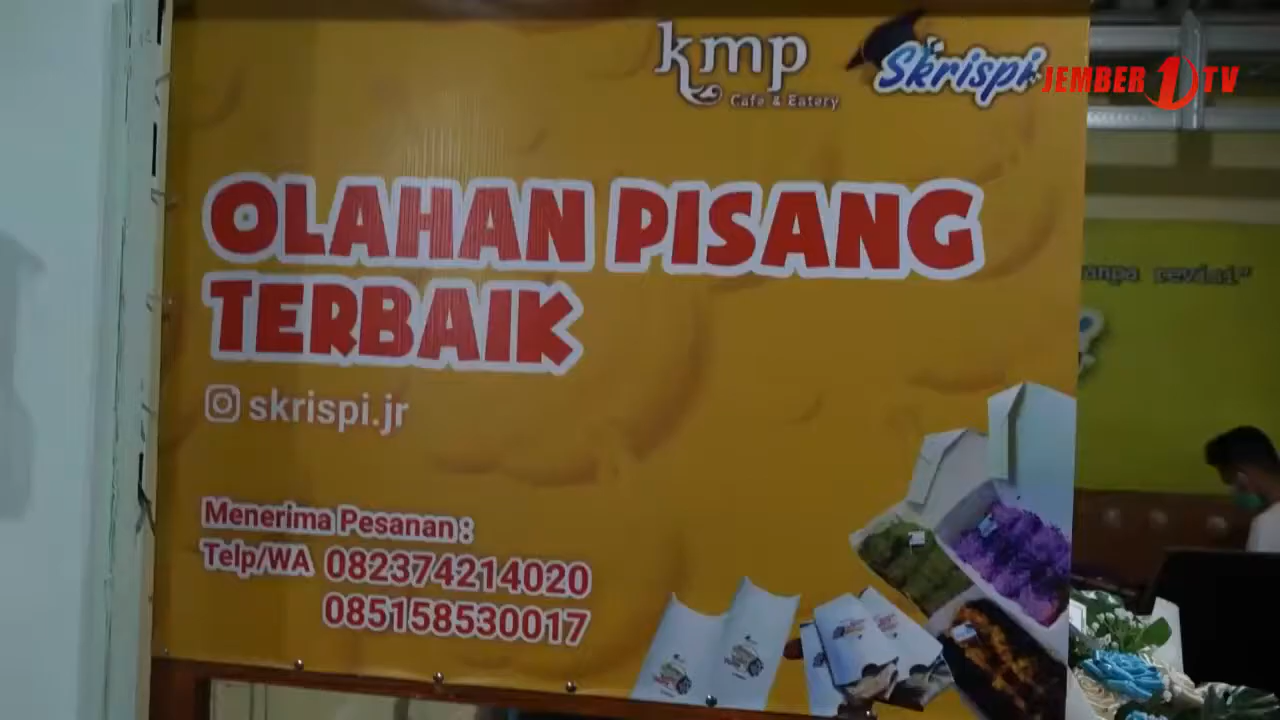 kmp
Cafe & Eatery
Skrispi
JEMBER 1 TV
OLAHAN PISANG
TERBAIK
skrispi.jr
Menerima Pesanan :
Telp/WA 082374214020
085158530017